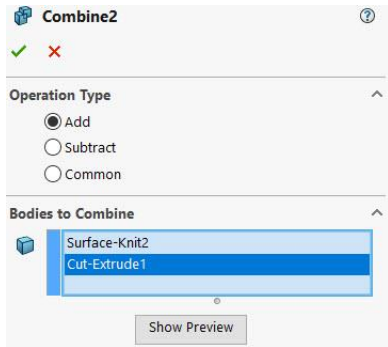 Combine2
Operation Type
Add
Subtract
Common
Bodies to Combine
Surface-Knit2
Cut-Extrude1
Show Preview